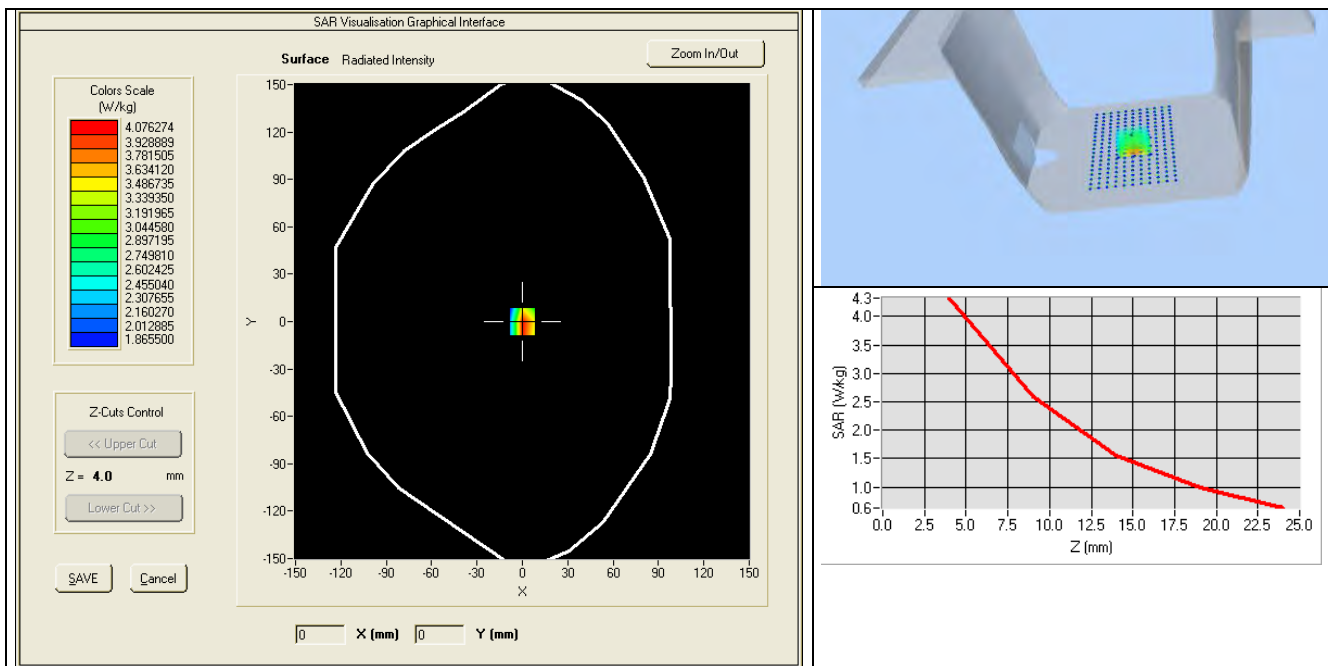 SAR Visualisation Graphical Interface
Surface Radiated Intensity
Zoom In/Out
Colors Scale
(W/kg)
4.076274
3.928889
3.781505
3.634120
3.486735
3.339350
3.191965
3.044580
2.897195
2.749810
2.602425
2.455040
2.307655
2.160270
2.012885
1.865500
Z-Cuts Control
<< Upper Cut
Z = 4.0 mm
Lower Cut >>
SAVE Cancel
150
120
90
60
30
0
-30
-60
-90
-120
-150
Y
-150 -120 -90 -60 -30 0 30 60 90 120 150
X
0 X (mm) 0 Y (mm)
4.3
4.0
3.5
3.0
2.5
2.0
1.5
1.0
0.6
SAR (W/kg)
0.0 2.5 5.0 7.5 10.0 12.5 15.0 17.5 20.0 22.5 25.0
Z (mm)